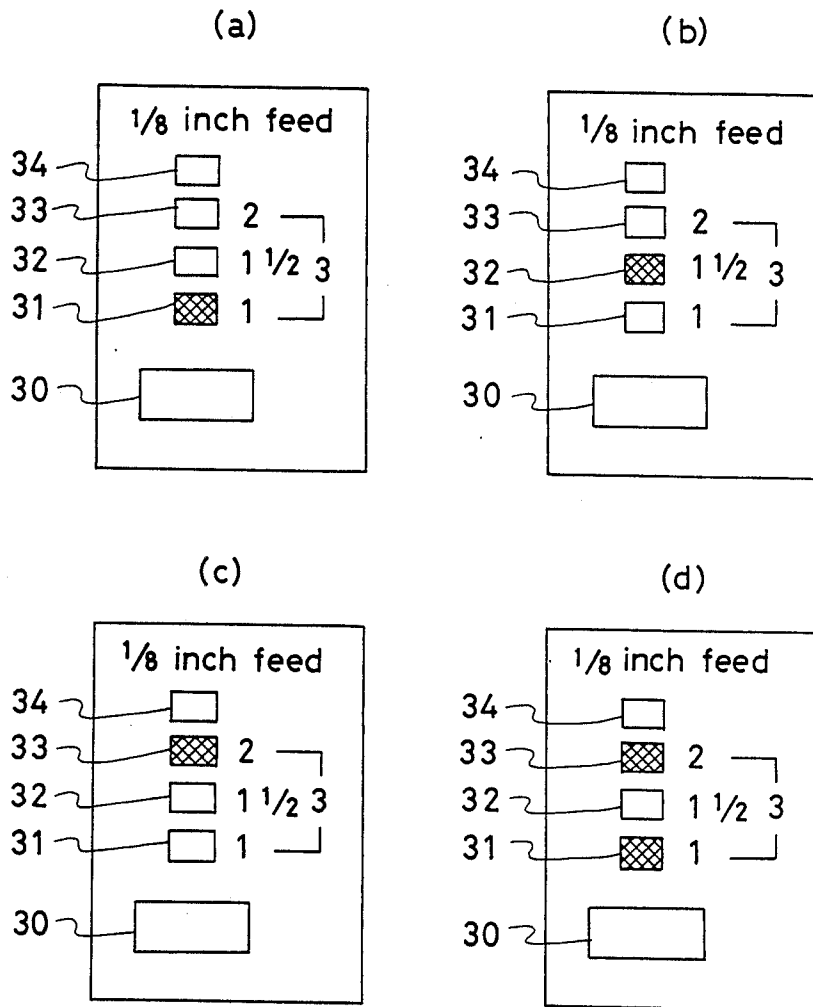 (a)
1/8 inch feed
34
33 2
32 1 1/2 3
31 1
30
(b)
1/8 inch feed
34
33 2
32 1 1/2 3
31 1
30
(c)
1/8 inch feed
34
33 2
32 1 1/2 3
31 1
30
(d)
1/8 inch feed
34
33 2
32 1 1/2 3
31 1
30